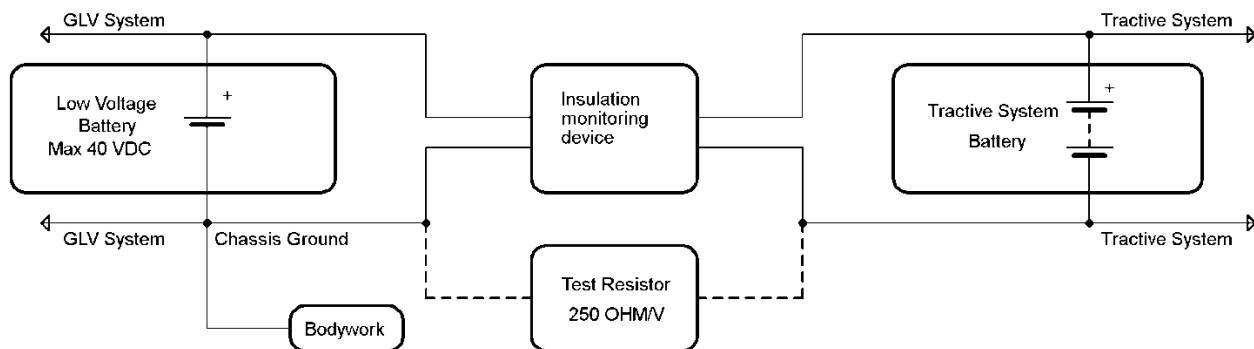 GLV System
Tractive System
+
Low Voltage
Battery
Max 40 VDC
Insulation
monitoring
device
+
Tractive System
Battery
GLV System
Chassis Ground
Tractive System
Test Resistor
250 OHM/V
Bodywork